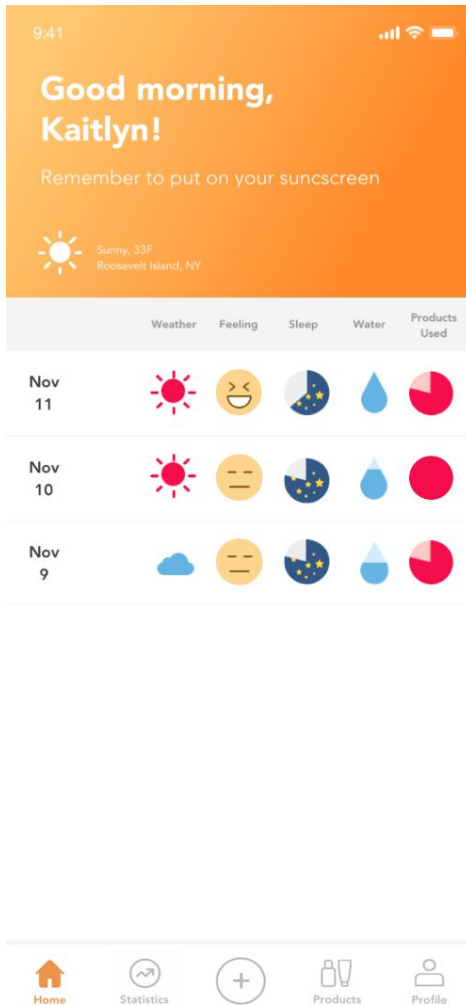 9:41
Good morning,
Kaitlyn!
Remember to put on your suncscreen
Sunny, 33F
Roosevelt Island, NY
Weather Feeling Sleep Water Products Used
Nov
11
Nov
10
Nov
9
Home Statistics Products Profile